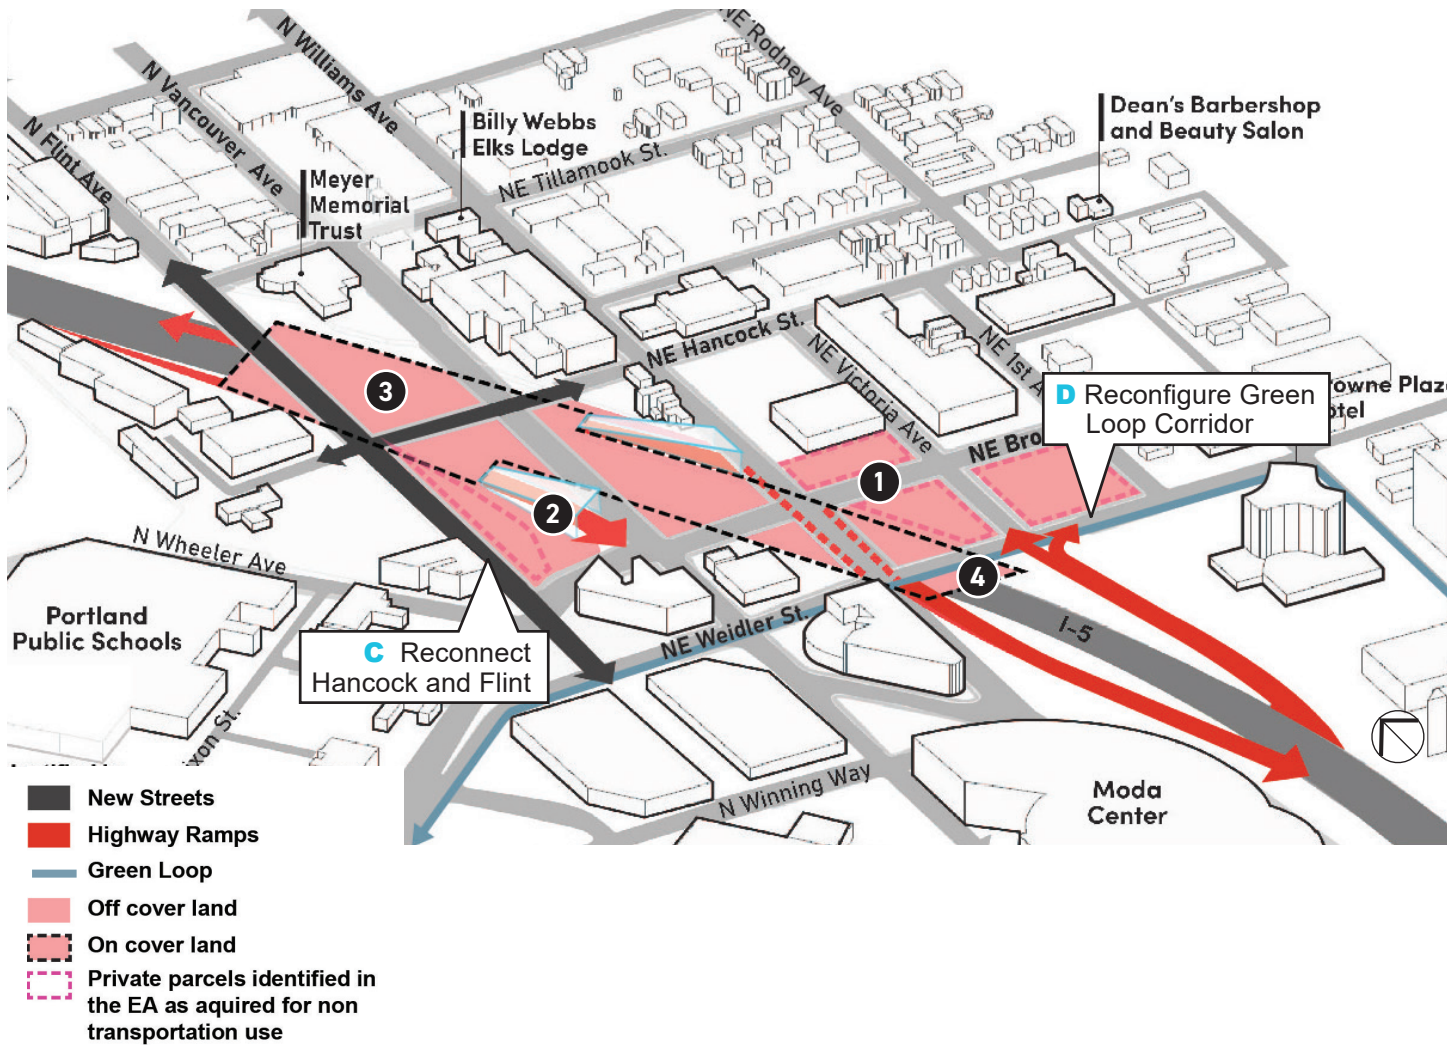 N Williams Ave
NE Rodney Ave
N Vancouver Ave
N Flint Ave
Billy Webbs
Elks Lodge
Dean's Barbershop
and Beauty Salon
NE Tillamook St.
Meyer
Memorial
Trust
NE Hancock St.
NE Victoria Ave
NE 1st A
3
D Reconfigure Green
Loop Corridor
rowne Plaz
otel
NE Bro
1
2
4
N Wheeler Ave
I-5
Portland
Public Schools
NE Weidler St.
C Reconnect
Hancock and Flint
xon St.
N Winning Way
Moda
Center
New Streets
Highway Ramps
Green Loop
Off cover land
On cover land
Private parcels identified in
the EA as aquired for non
transportation use